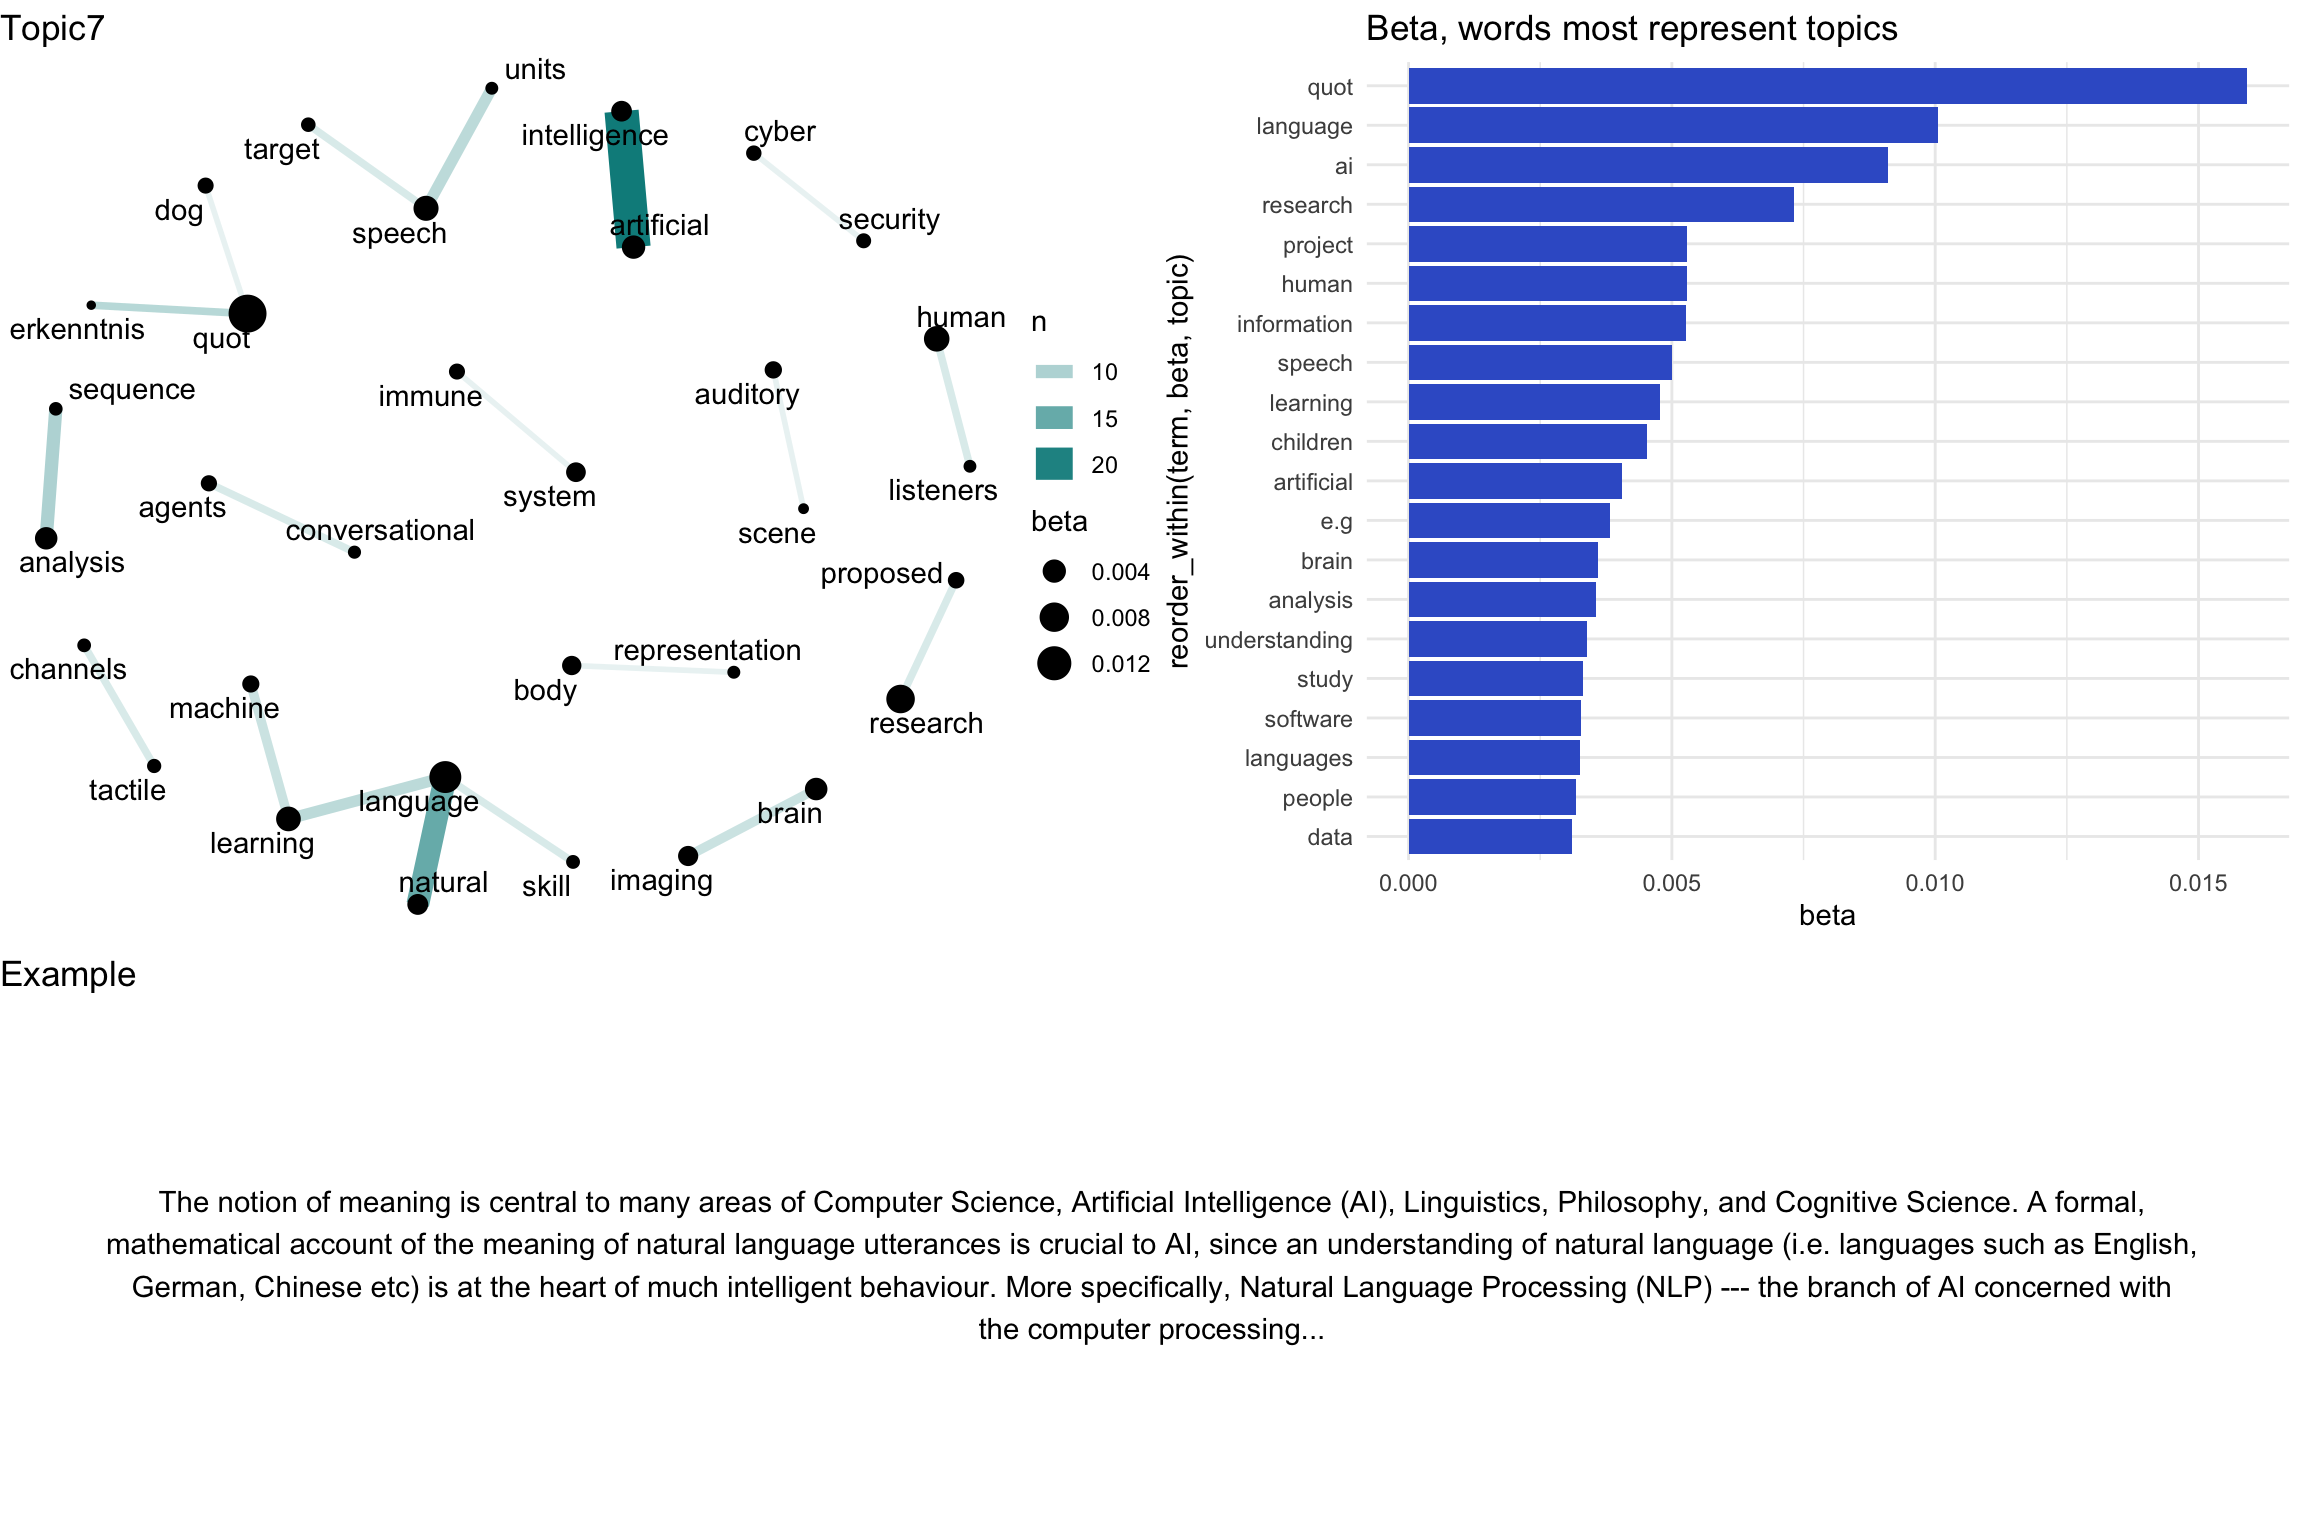 Topic7
units
intelligence
cyber
target
dog
speech
artificial
security
erkenntnis
quot
human
sequence
immune
auditory
agents
system
listeners
conversational
scene
analysis
proposed
channels
representation
machine
body
research
tactile
language
brain
learning
natural
skill
imaging
n
10
15
20
beta
0.004
0.008
0.012
Beta, words most represent topics
reorder_within(term, beta, topic)
quot
language
ai
research
project
human
information
speech
learning
children
artificial
e.g
brain
analysis
understanding
study
software
languages
people
data
0.000
0.005
0.010
0.015
beta
Example
The notion of meaning is central to many areas of Computer Science, Artificial Intelligence (AI), Linguistics, Philosophy, and Cognitive Science. A formal,
mathematical account of the meaning of natural language utterances is crucial to AI, since an understanding of natural language (i.e. languages such as English,
German, Chinese etc) is at the heart of much intelligent behaviour. More specifically, Natural Language Processing (NLP) --- the branch of AI concerned with
the computer processing...